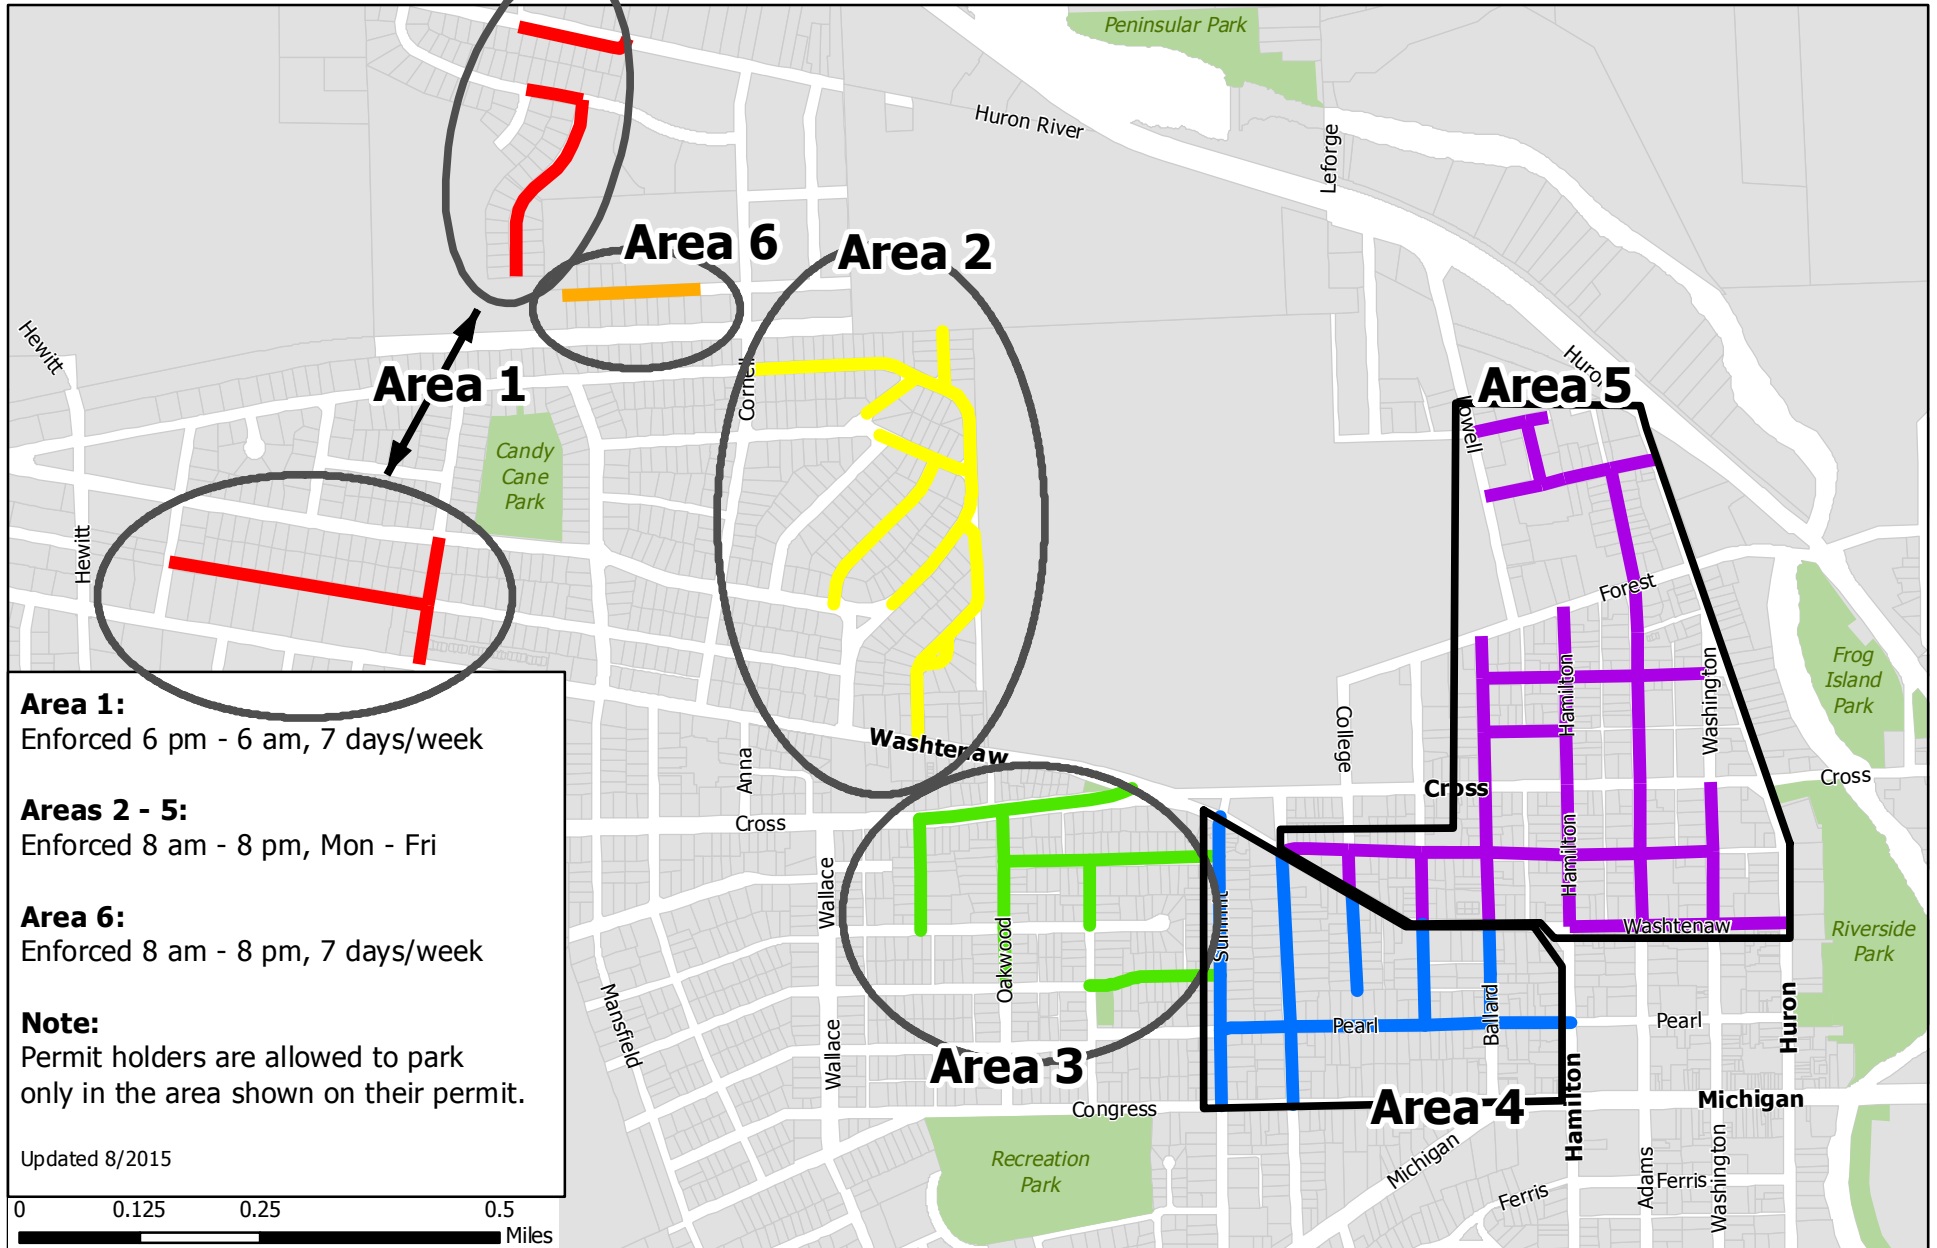 Peninsular Park
Huron River
Leforge
Area 6
Area 2
Hewitt
Area 1
Cornell
Huron
Area 5
Lowell
Candy
Cane
Park
Hewitt
Forest
Hamilton
Washington
Frog
Island
Park
College
Washtenaw
Anna
Cross
Cross
Cross
Hamilton
Wallace
Oakwood
Summit
Washtenaw
Riverside
Park
Mansfield
Wallace
Pearl
Ballard
Pearl
Huron
Area 3
Hamilton
Congress
Area 4
Michigan
Michigan
Recreation
Park
Ferris
Adams
Ferris
Washington
Area 1:
Enforced 6 pm - 6 am, 7 days/week
Areas 2 - 5:
Enforced 8 am - 8 pm, Mon - Fri
Area 6:
Enforced 8 am - 8 pm, 7 days/week
Note:
Permit holders are allowed to park
only in the area shown on their permit.
Updated 8/2015
0 0.125 0.25 0.5
Miles